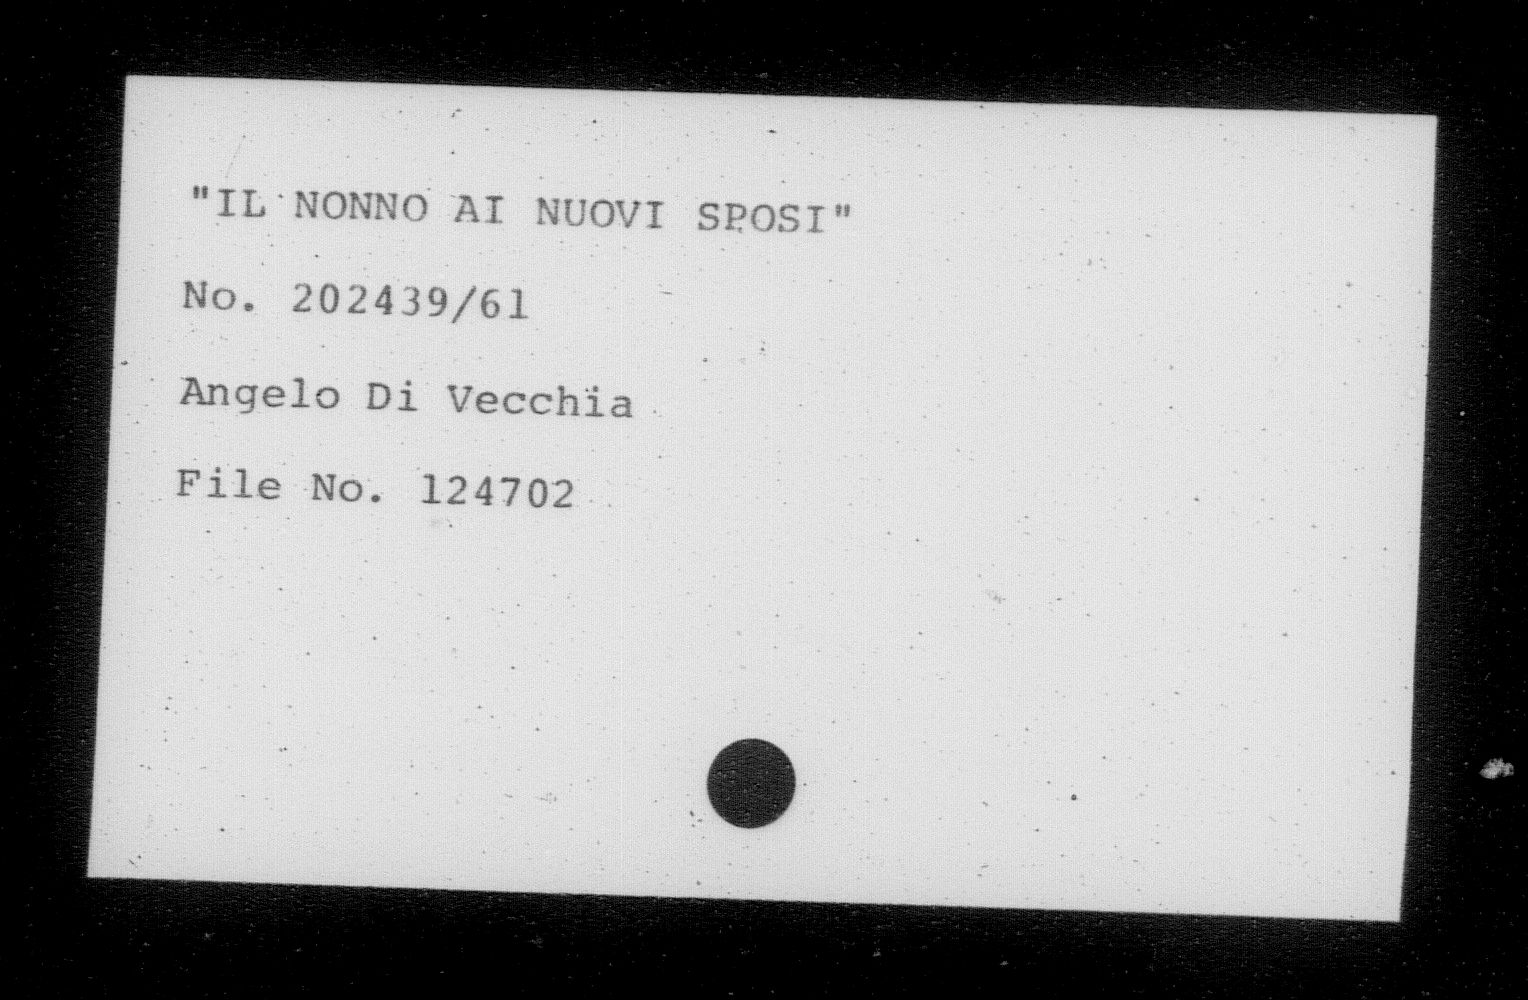 "IL NONNO AI NUOVI SPOSI"
No. 202439/61
Angelo Di Vecchia
File No. 124702